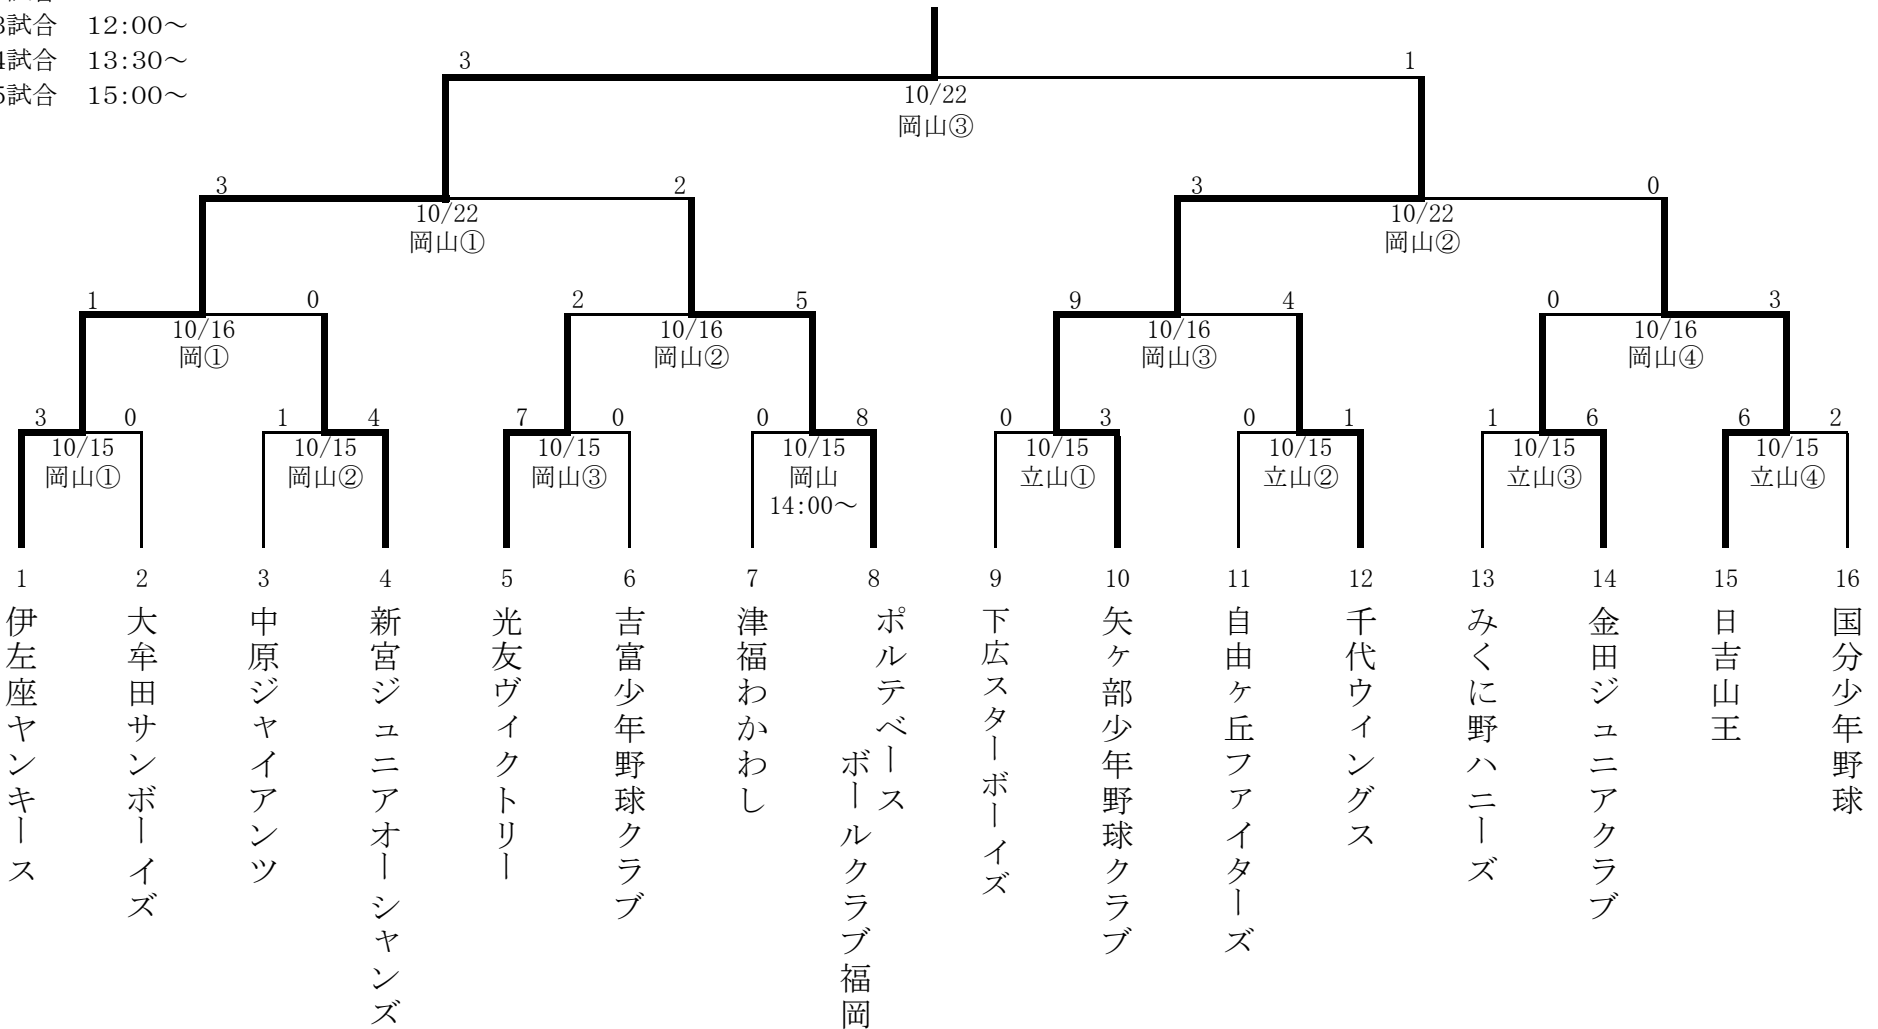 3試合　12:00～
4試合　13:30～
5試合　15:00～
3
1
10/22
岡山③
3
2
3
0
10/22
岡山①
10/22
岡山②
1
0
2
5
9
4
0
3
10/16
岡①
10/16
岡山②
10/16
岡山③
10/16
岡山④
3
0
1
4
7
0
0
8
0
3
0
1
1
6
6
2
10/15
岡山①
10/15
岡山②
10/15
岡山③
10/15
岡山
14:00～
10/15
立山①
10/15
立山②
10/15
立山③
10/15
立山④
1
伊左座ヤンキース
2
大牟田サンボーイズ
3
中原ジャイアンツ
4
新宮ジュニアオーシャンズ
5
光友ヴィクトリー
6
吉富少年野球クラブ
7
津福わかわし
8
ポルテベース
ボールクラブ福岡
9
下広スターボーイズ
10
矢ヶ部少年野球クラブ
11
自由ヶ丘ファイターズ
12
千代ウィングス
13
みくに野ハニーズ
14
金田ジュニアクラブ
15
日吉山王
16
国分少年野球